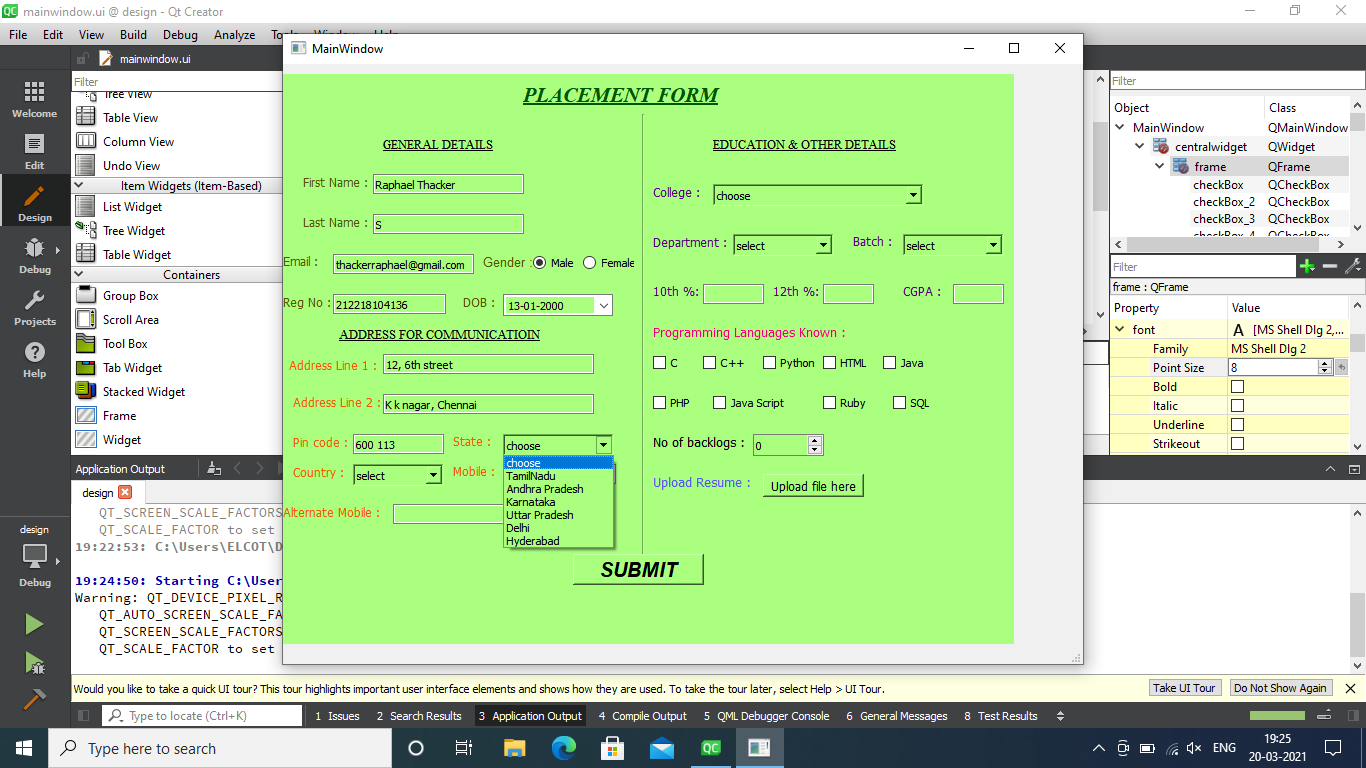 mainwindow.ui @ design - Qt Creator
File Edit View Build Debug Analyze
mainwindow.ui
MainWindow
Filter
Tree View
Table View
Column View
Undo View
Item Widgets (Item-Based)
List Widget
Tree Widget
Table Widget
Containers
Group Box
Scroll Area
Tool Box
Tab Widget
Stacked Widget
Frame
Widget
Welcome
Edit
Design
Debug
Projects
Help
design
Debug
PLACEMENT FORM
GENERAL DETAILS
First Name : Raphael Thacker
Last Name : S
Email : thackerraphael@gmail.com Gender : Male Female
Reg No : 212218104136 DOB : 13-01-2000
ADDRESS FOR COMMUNICATIOIN
Address Line 1 : 12, 6th street
Address Line 2 : K k nagar, Chennai
Pin code : 600 113 State : choose
choose
TamilNadu
Andhra Pradesh
Karnataka
Uttar Pradesh
Delhi
Hyderabad
Country : select Mobile :
Alternate Mobile :
EDUCATION & OTHER DETAILS
College : choose
Department : select Batch : select
10th %: 12th %: CGPA :
Programming Languages Known :
C C++ Python HTML Java
PHP Java Script Ruby SQL
No of backlogs : 0
Upload Resume : Upload file here
SUBMIT
Filter
Object Class
MainWindow QMainWindow
centralwidget QWidget
frame QFrame
checkBox QCheckBox
checkBox_2 QCheckBox
checkBox_3 QCheckBox
checkBox_4 QCheckBox
Filter
frame : QFrame
Property Value
font A [MS Shell Dlg 2,...
Family MS Shell Dlg 2
Point Size 8
Bold
Italic
Underline
Strikeout
Application Output
design
QT_SCREEN_SCALE_FACTORS
QT_SCALE_FACTOR to set
19:22:53: C:\Users\ELCOT\D
19:24:50: Starting C:\User
Warning: QT_DEVICE_PIXEL_R
QT_AUTO_SCREEN_SCALE_FA
QT_SCREEN_SCALE_FACTORS
QT_SCALE_FACTOR to set
Would you like to take a quick UI tour? This tour highlights important user interface elements and shows how they are used. To take the tour later, select Help > UI Tour. Take UI Tour Do Not Show Again
Type to locate (Ctrl+K) 1 Issues 2 Search Results 3 Application Output 4 Compile Output 5 QML Debugger Console 6 General Messages 8 Test Results
Type here to search
ENG
19:25
20-03-2021